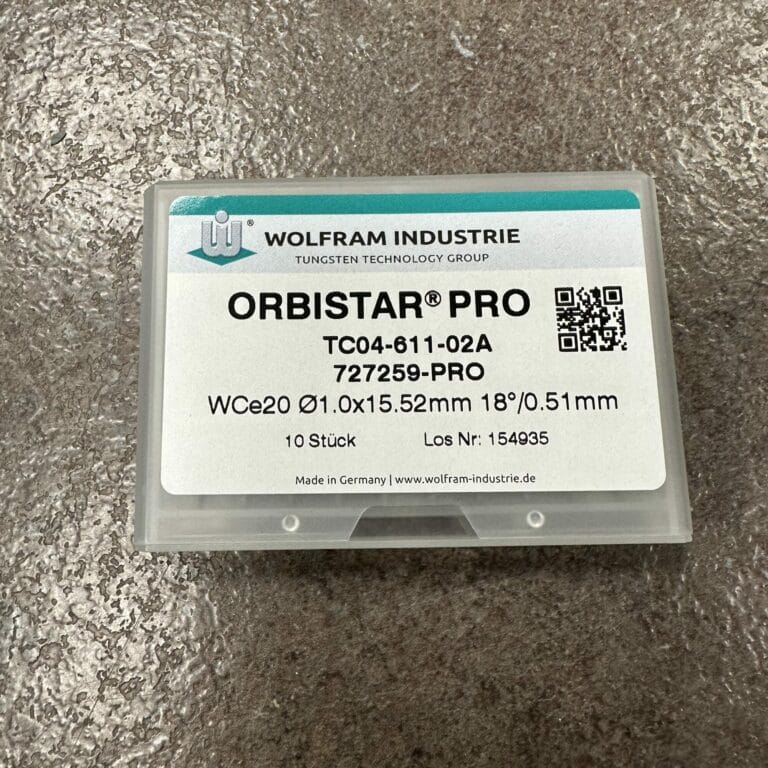 WOLFRAM INDUSTRIE
TUNGSTEN TECHNOLOGY GROUP
ORBISTAR® PRO
TC04-611-02A
727259-PRO
WCe20 Ø1.0x15.52mm 18°/0.51mm
10 Stück Los Nr: 154935
Made in Germany | www.wolfram-industrie.de